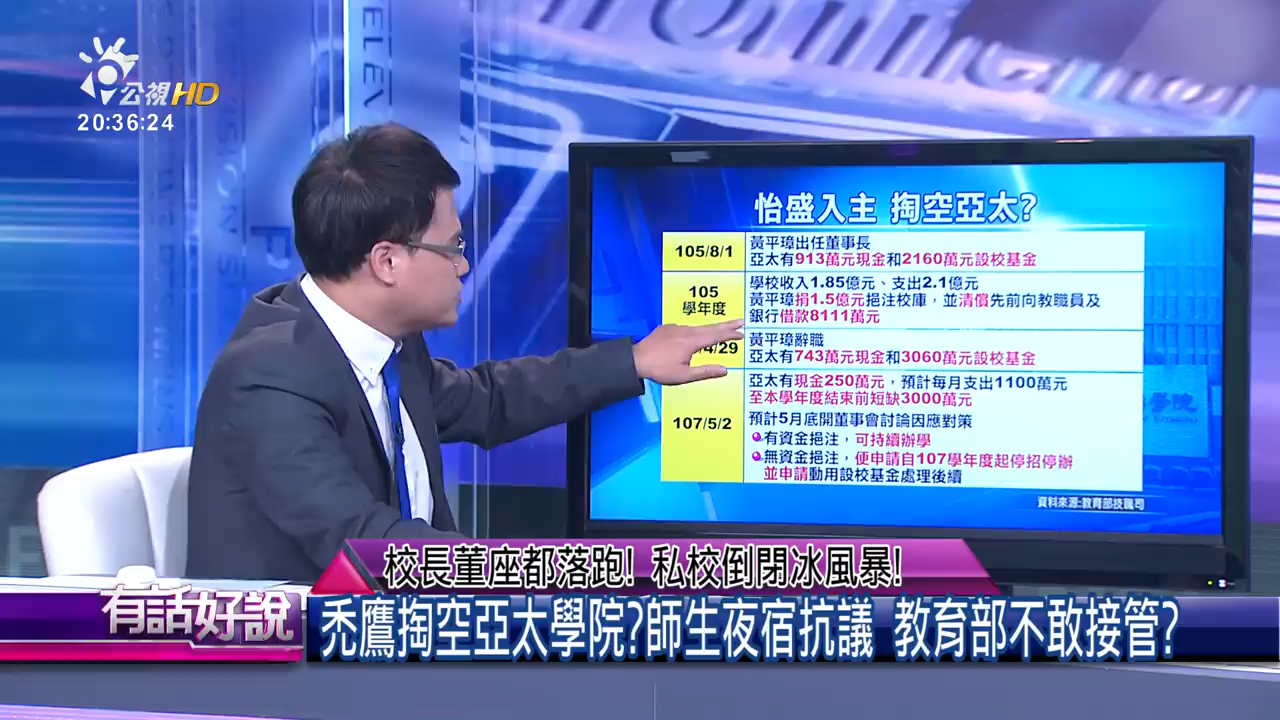 公視HD
20:36:24
怡盛入主 掏空亞太?
105/8/1
黃平璋出任董事長
亞太有913萬元現金和2160萬元設校基金
105
學年度
學校收入1.85億元、支出2.1億元
黃平璋捐1.5億元挹注校庫，並清償先前向教職員及
銀行借款8111萬元
4/29
黃平璋辭職
亞太有743萬元現金和3060萬元設校基金
107/5/2
亞太有現金250萬元，預計每月支出1100萬元
至本學年度結束前短缺3000萬元
預計5月底開董事會討論因應對策
有資金挹注，可持續辦學
無資金挹注，便申請自107學年度起停招停辦
並申請動用設校基金處理後續
資料來源:教育部技職司
校長董座都落跑! 私校倒閉冰風暴!
有話好說
禿鷹掏空亞太學院?師生夜宿抗議 教育部不敢接管?